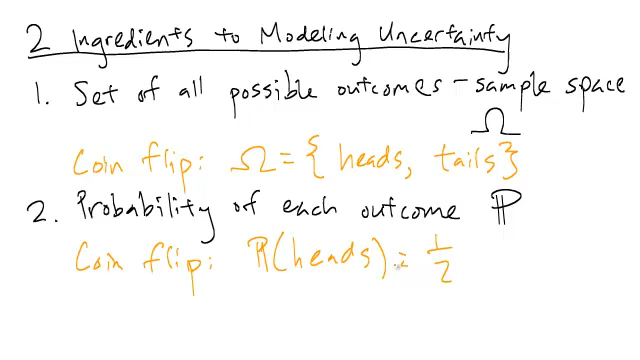 2 Ingredients to Modeling Uncertainty
1. Set of all possible outcomes - sample space
Ω
Coin flip: Ω = { heads, tails }
2. Probability of each outcome ℙ
Coin flip: ℙ(heads) = 1/2